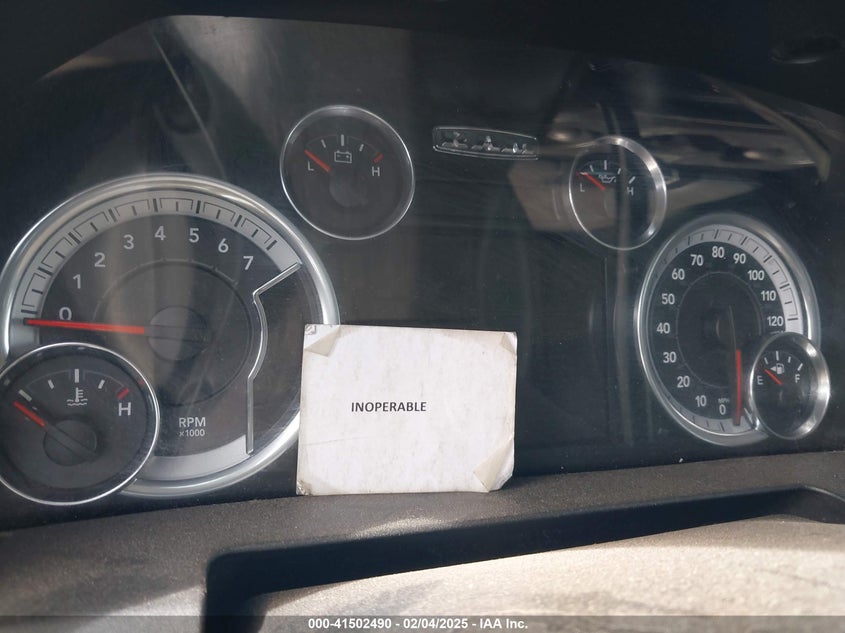 L H
L H
0 1 2 3 4 5 6 7
RPM
x1000
H
0 10 20 30 40 50 60 70 80 90 100 110 120
MPH
E F
INOPERABLE
000-41502490 - 02/04/2025 - IAA Inc.